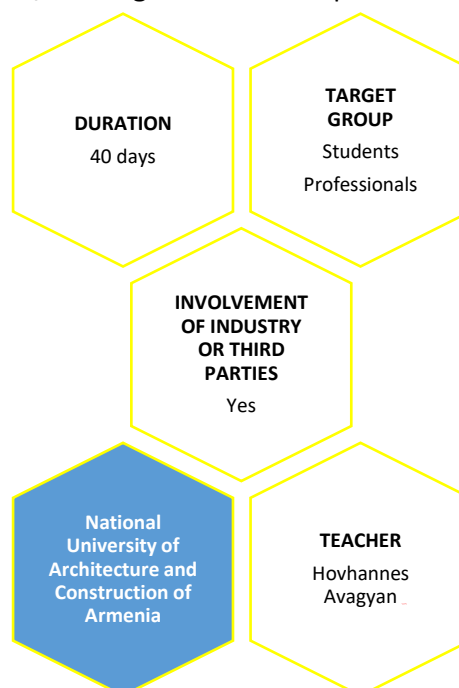 DURATION
40 days
TARGET
GROUP
Students
Professionals
INVOLVEMENT
OF INDUSTRY
OR THIRD
PARTIES
Yes
National
University of
Architecture and
Construction of
Armenia
TEACHER
Hovhannes
Avagyan